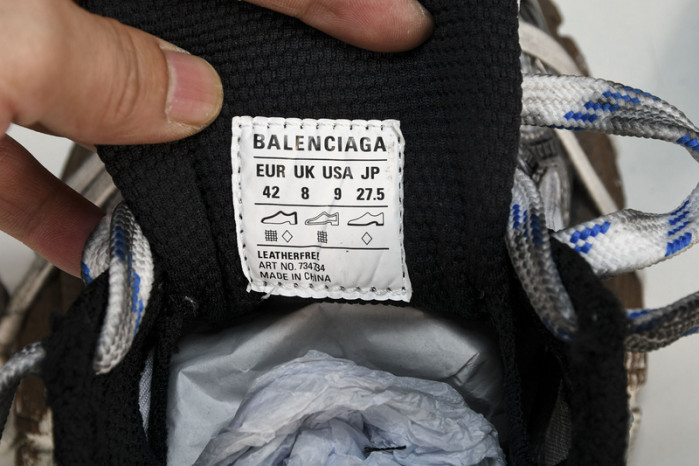 BALENCIAGA
EUR UK USA JP
42 8 9 27.5
LEATHERFREE
ART NO. 734734
MADE IN CHINA